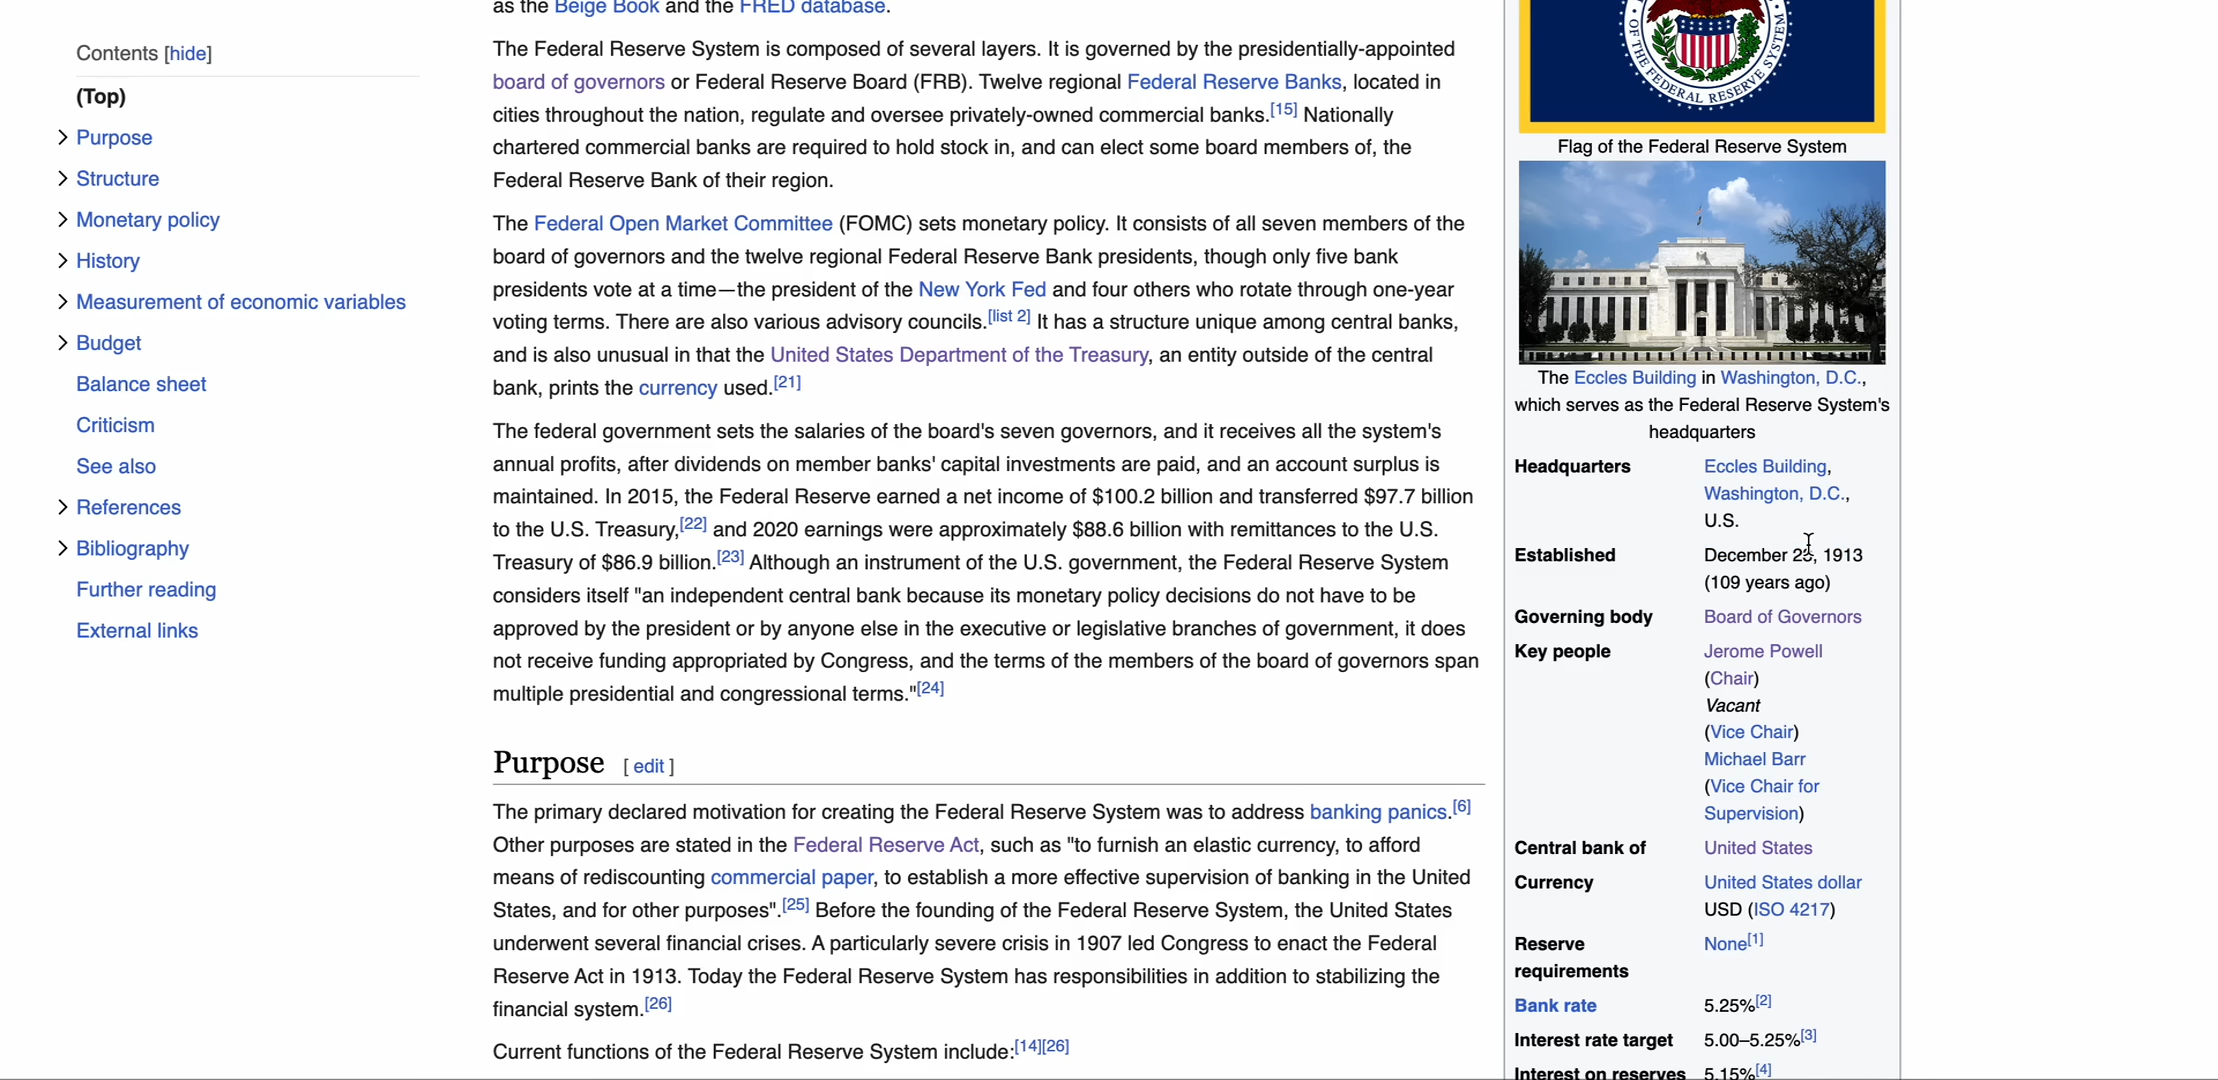 Contents [hide]
(Top)
Purpose
Structure
Monetary policy
History
Measurement of economic variables
Budget
Balance sheet
Criticism
See also
References
Bibliography
Further reading
External links
as the Beige Book and the FRED database.
The Federal Reserve System is composed of several layers. It is governed by the presidentially-appointed
board of governors or Federal Reserve Board (FRB). Twelve regional Federal Reserve Banks, located in
cities throughout the nation, regulate and oversee privately-owned commercial banks.[15] Nationally
chartered commercial banks are required to hold stock in, and can elect some board members of, the
Federal Reserve Bank of their region.
The Federal Open Market Committee (FOMC) sets monetary policy. It consists of all seven members of the
board of governors and the twelve regional Federal Reserve Bank presidents, though only five bank
presidents vote at a time—the president of the New York Fed and four others who rotate through one-year
voting terms. There are also various advisory councils.[list 2] It has a structure unique among central banks,
and is also unusual in that the United States Department of the Treasury, an entity outside of the central
bank, prints the currency used.[21]
The federal government sets the salaries of the board's seven governors, and it receives all the system's
annual profits, after dividends on member banks' capital investments are paid, and an account surplus is
maintained. In 2015, the Federal Reserve earned a net income of $100.2 billion and transferred $97.7 billion
to the U.S. Treasury,[22] and 2020 earnings were approximately $88.6 billion with remittances to the U.S.
Treasury of $86.9 billion.[23] Although an instrument of the U.S. government, the Federal Reserve System
considers itself "an independent central bank because its monetary policy decisions do not have to be
approved by the president or by anyone else in the executive or legislative branches of government, it does
not receive funding appropriated by Congress, and the terms of the members of the board of governors span
multiple presidential and congressional terms."[24]
Purpose [ edit ]
The primary declared motivation for creating the Federal Reserve System was to address banking panics.[6]
Other purposes are stated in the Federal Reserve Act, such as "to furnish an elastic currency, to afford
means of rediscounting commercial paper, to establish a more effective supervision of banking in the United
States, and for other purposes".[25] Before the founding of the Federal Reserve System, the United States
underwent several financial crises. A particularly severe crisis in 1907 led Congress to enact the Federal
Reserve Act in 1913. Today the Federal Reserve System has responsibilities in addition to stabilizing the
financial system.[26]
Current functions of the Federal Reserve System include:[14][26]
OF THE FEDERAL RESERVE SYSTEM
Flag of the Federal Reserve System
The Eccles Building in Washington, D.C.,
which serves as the Federal Reserve System's
headquarters
Headquarters Eccles Building,
Washington, D.C.,
U.S.
Established December 23, 1913
(109 years ago)
Governing body Board of Governors
Key people Jerome Powell
(Chair)
Vacant
(Vice Chair)
Michael Barr
(Vice Chair for
Supervision)
Central bank of United States
Currency United States dollar
USD (ISO 4217)
Reserve None[1]
requirements
Bank rate 5.25%[2]
Interest rate target 5.00–5.25%[3]
Interest on reserves 5.15%[4]